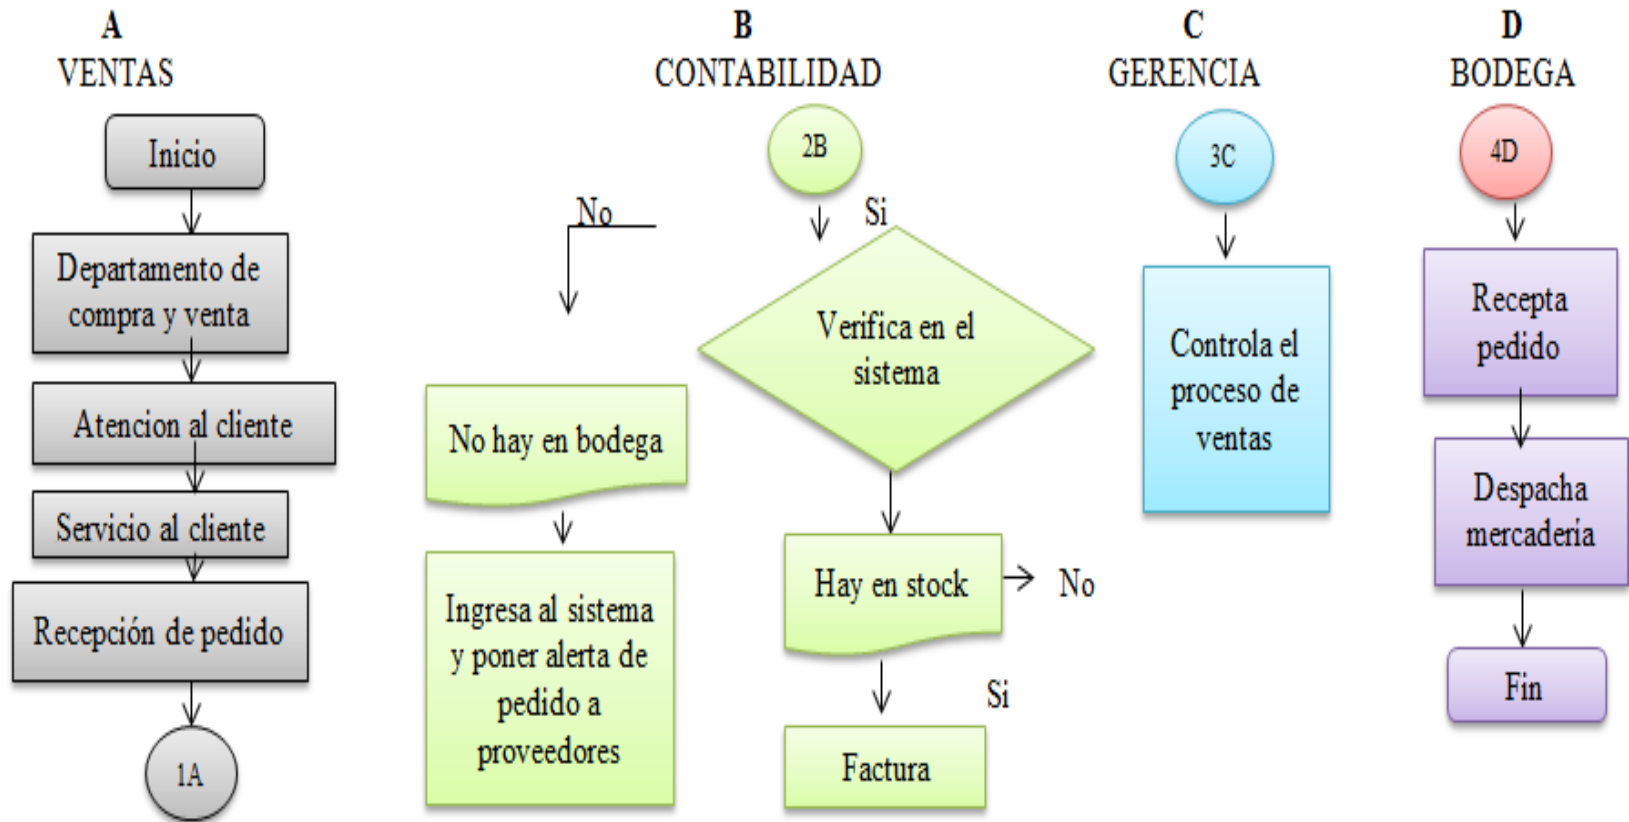 A
VENTAS
Inicio
Departamento de
compra y venta
Atencion al cliente
Servicio al cliente
Recepción de pedido
1A
B
CONTABILIDAD
2B
No
Si
Verifica en el
sistema
No hay en bodega
Ingresa al sistema
y poner alerta de
pedido a
proveedores
Hay en stock
No
Si
Factura
C
GERENCIA
3C
Controla el
proceso de
ventas
D
BODEGA
4D
Recepta
pedido
Despacha
mercadería
Fin